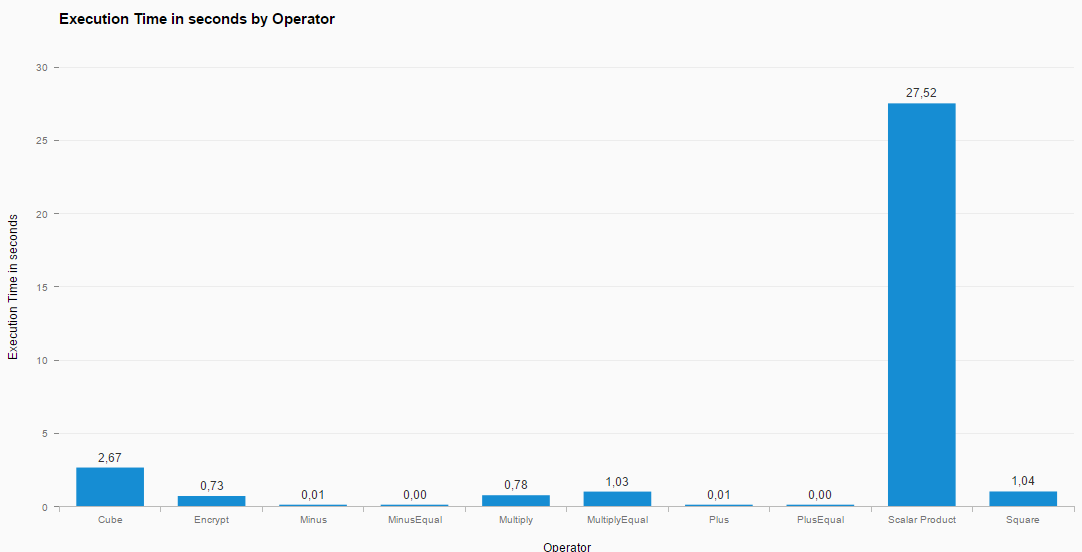 Execution Time in seconds by Operator
Execution Time in seconds
30
25
20
15
10
5
0
2,67
0,73
0,01
0,00
0,78
1,03
0,01
0,00
27,52
1,04
Cube
Encrypt
Minus
MinusEqual
Multiply
MultiplyEqual
Plus
PlusEqual
Scalar Product
Square
Operator